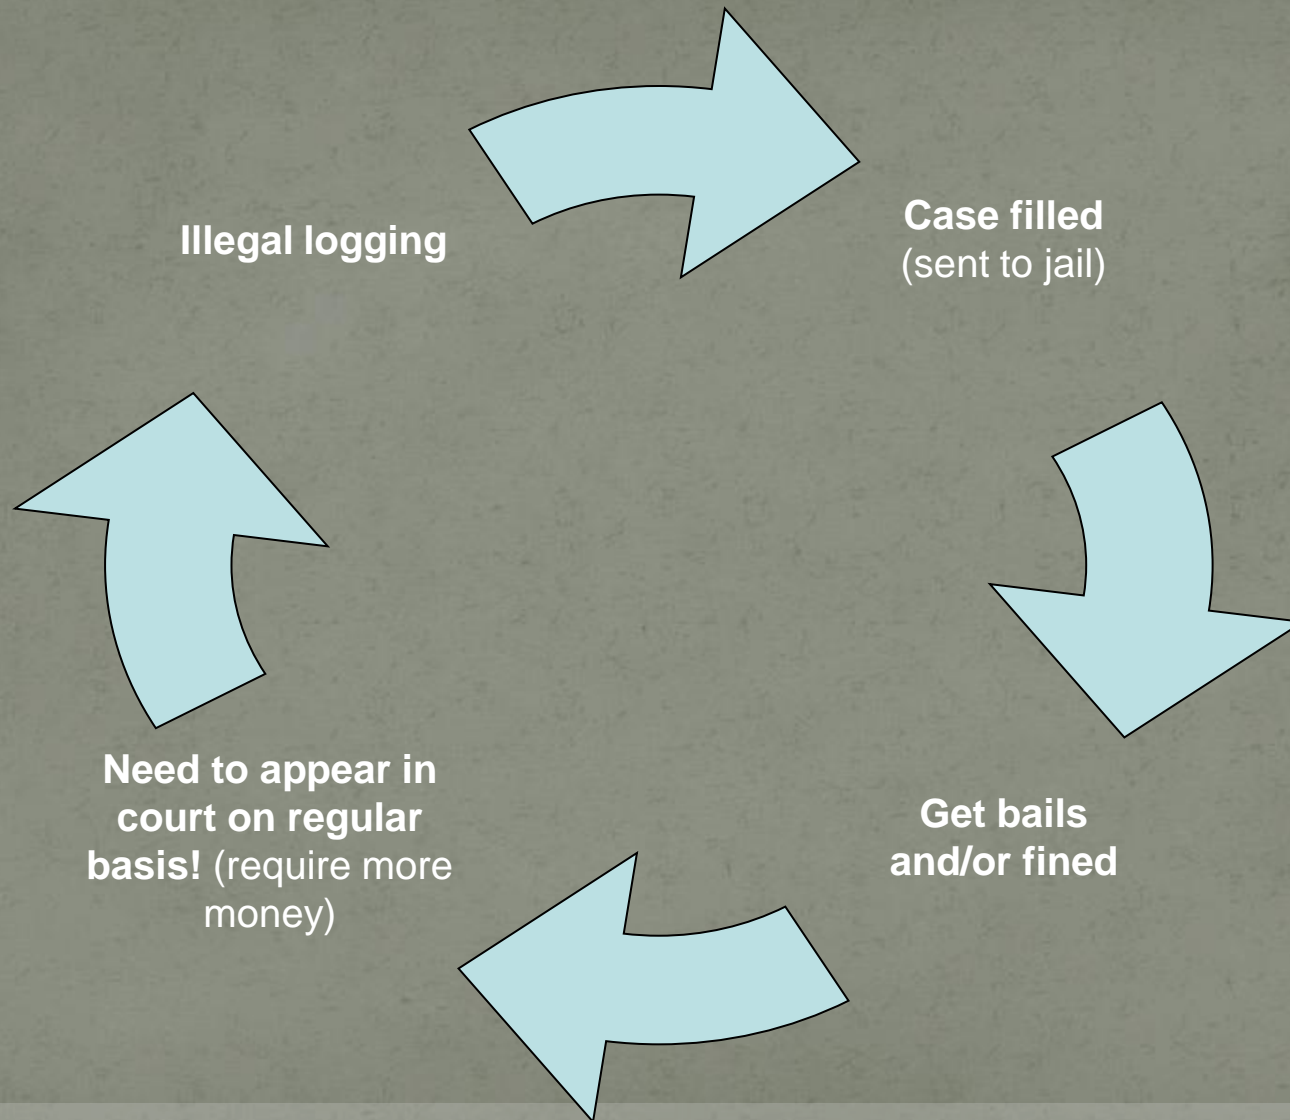 Illegal logging
Case filled
(sent to jail)
Get bails
and/or fined
Need to appear in
court on regular
basis! (require more
money)